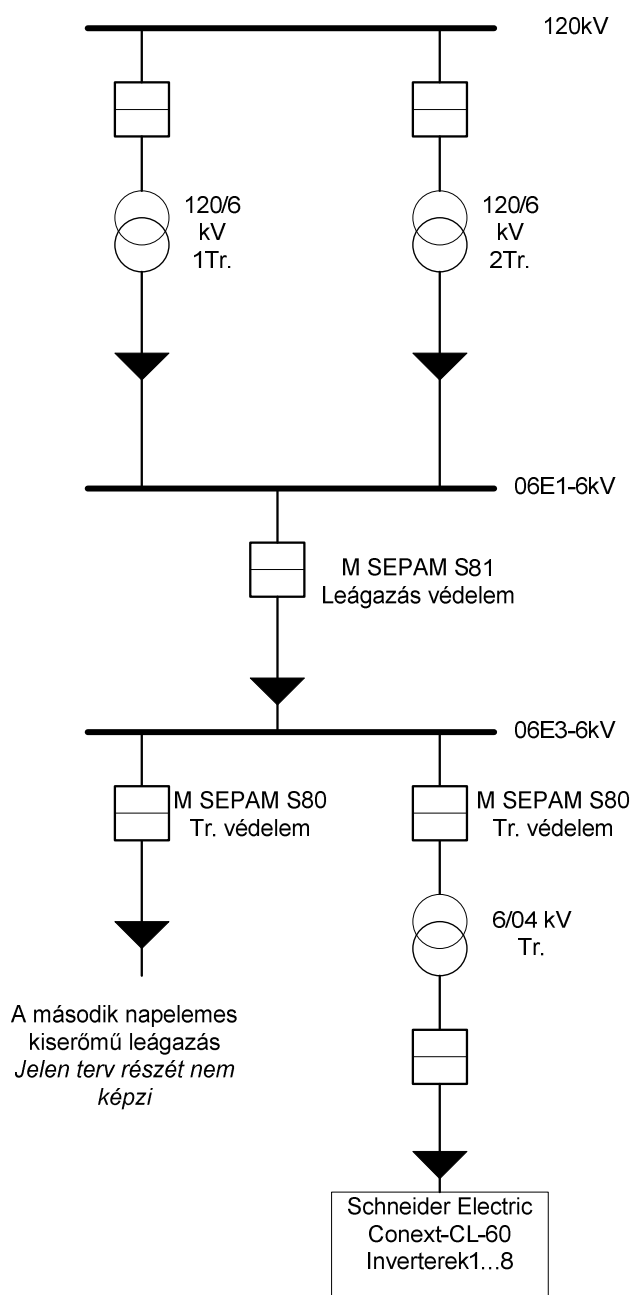 120kV
120/6
kV
1Tr.
120/6
kV
2Tr.
06E1-6kV
M SEPAM S81
Leágazás védelem
06E3-6kV
M SEPAM S80
Tr. védelem
M SEPAM S80
Tr. védelem
6/04 kV
Tr.
A második napelemes
kiserőmű leágazás
Jelen terv részét nem
képzi
Schneider Electric
Conext-CL-60
Inverterek1...8